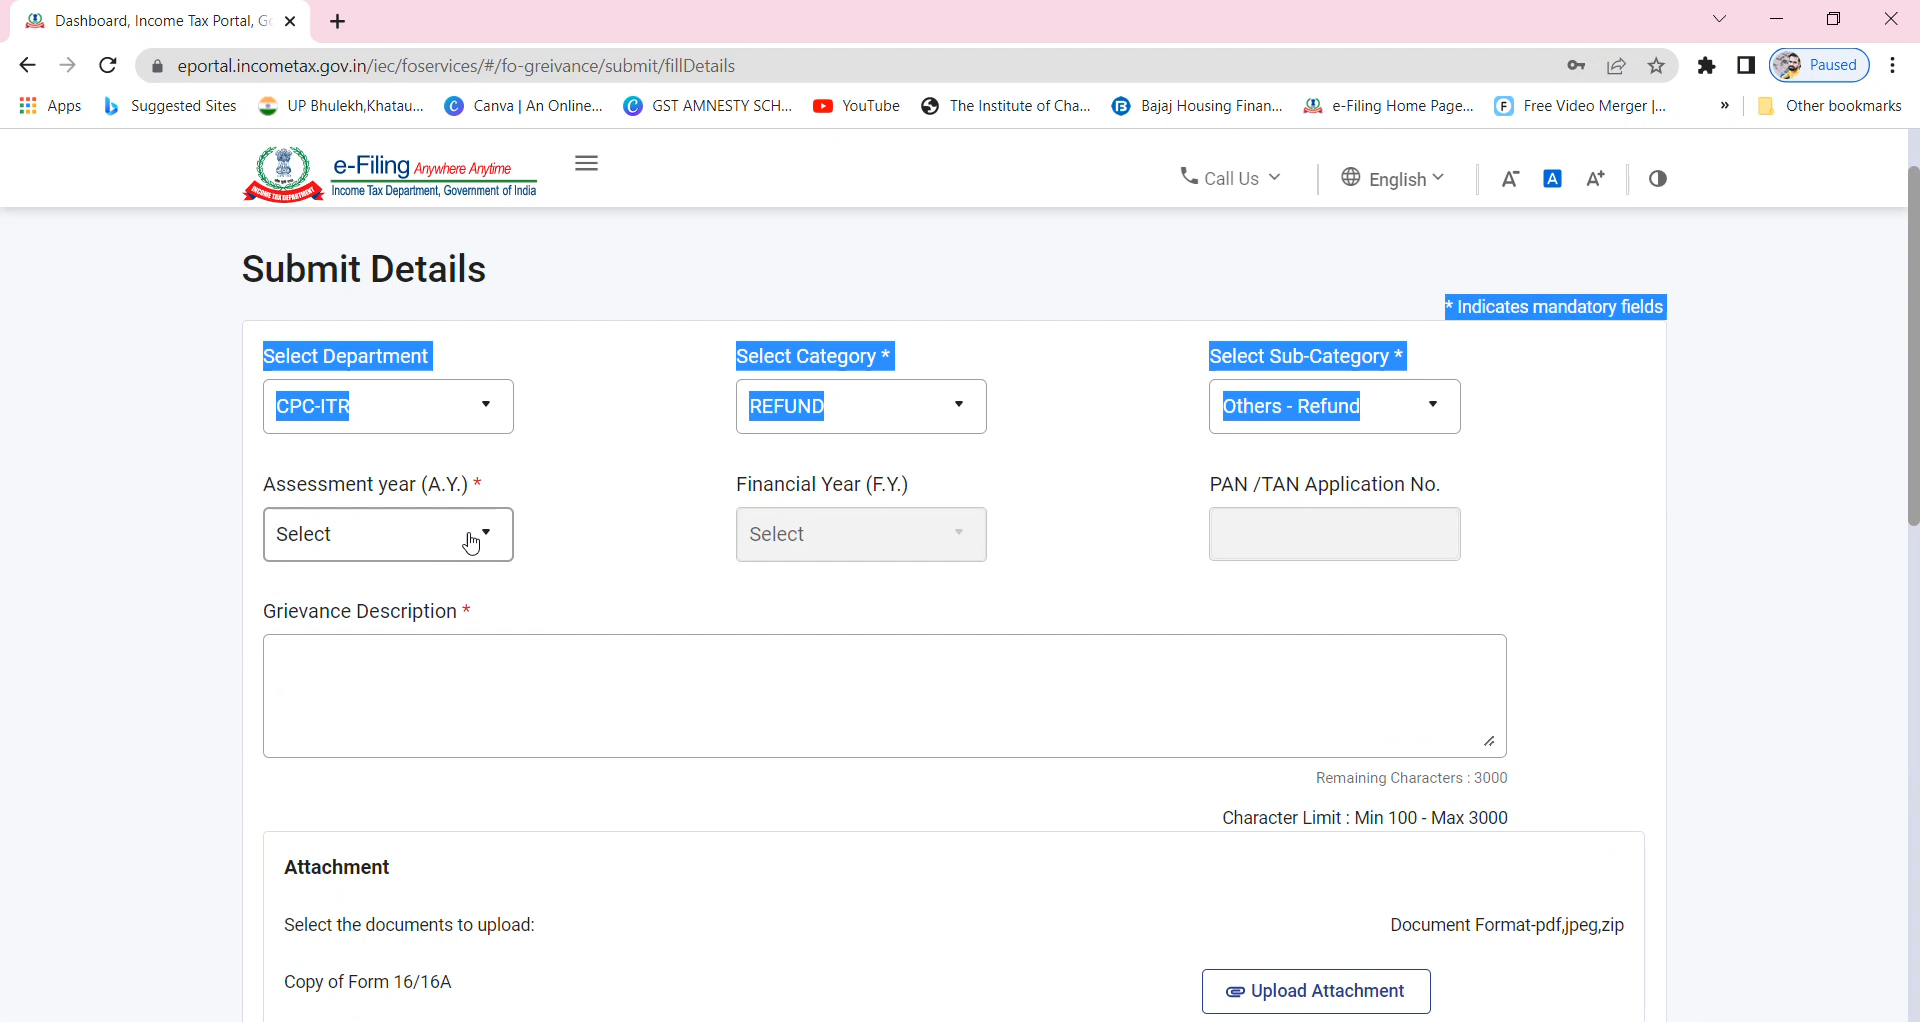 Dashboard, Income Tax Portal, G
eportal.incometax.gov.in/iec/foservices/#/fo-greivance/submit/fillDetails
Paused
Apps
Suggested Sites
UP Bhulekh,Khatau...
Canva | An Online...
GST AMNESTY SCH...
YouTube
The Institute of Cha...
Bajaj Housing Finan...
e-Filing Home Page...
Free Video Merger |...
»
Other bookmarks
INCOME TAX DEPARTMENT
e-Filing Anywhere Anytime
Income Tax Department, Government of India
Call Us
English
A-
A
A+
Submit Details
* Indicates mandatory fields
Select Department
Select Category *
Select Sub-Category *
CPC-ITR
REFUND
Others - Refund
Assessment year (A.Y.) *
Financial Year (F.Y.)
PAN /TAN Application No.
Select
Select
Grievance Description *
Remaining Characters : 3000
Character Limit : Min 100 - Max 3000
Attachment
Select the documents to upload:
Document Format-pdf,jpeg,zip
Copy of Form 16/16A
Upload Attachment